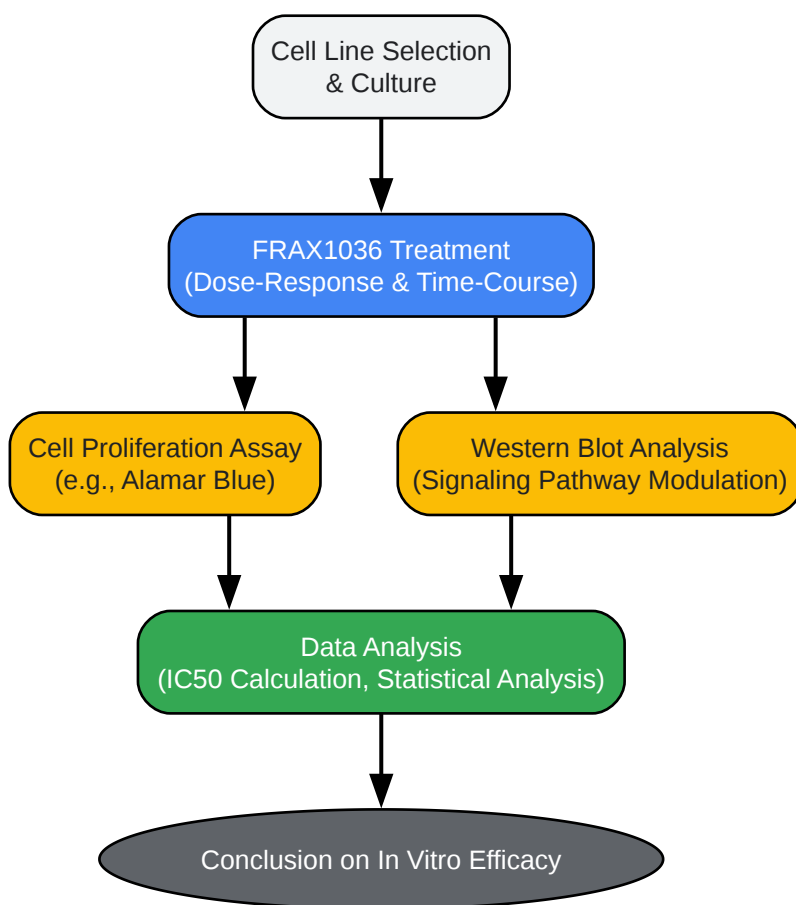 Cell Line Selection
& Culture
FRAX1036 Treatment
(Dose-Response & Time-Course)
Cell Proliferation Assay
(e.g., Alamar Blue)
Western Blot Analysis
(Signaling Pathway Modulation)
Data Analysis
(IC50 Calculation, Statistical Analysis)
Conclusion on In Vitro Efficacy